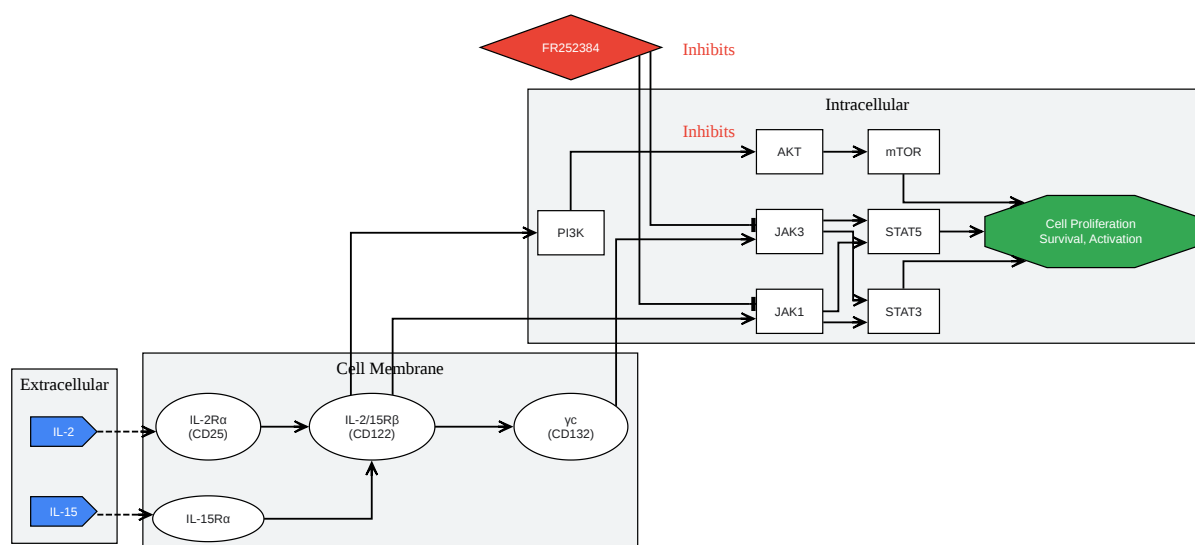 FR252384
Inhibits
Intracellular
Inhibits
AKT
mTOR
PI3K
JAK3
STAT5
Cell Proliferation
Survival, Activation
JAK1
STAT3
Cell Membrane
Extracellular
IL-2
IL-2Rα
(CD25)
IL-2/15Rβ
(CD122)
γc
(CD132)
IL-15
IL-15Rα